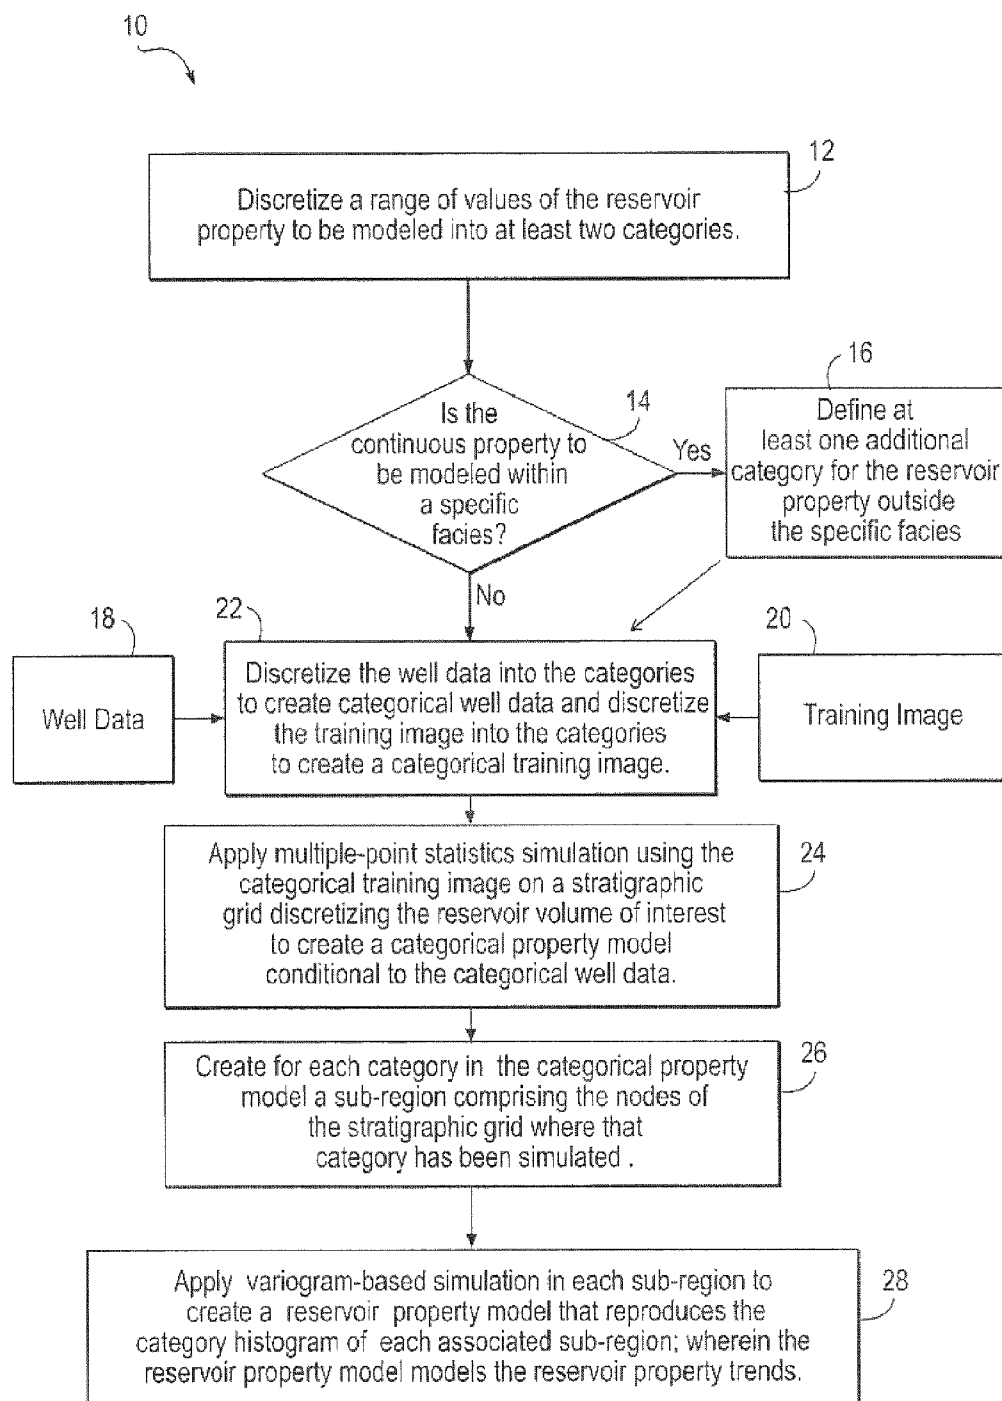 10
12
Discretize a range of values of the reservoir
property to be modeled into at least two categories.
14
Is the
continuous property to
be modeled within
a specific
facies?
Yes
16
Define at
least one additional
category for the reservoir
property outside
the specific facies
No
18
Well Data
22
Discretize the well data into the categories
to create categorical well data and discretize
the training image into the categories
to create a categorical training image.
20
Training Image
24
Apply multiple-point statistics simulation using the
categorical training image on a stratigraphic
grid discretizing the reservoir volume of interest
to create a categorical property model
conditional to the categorical well data.
26
Create for each category in the categorical property
model a sub-region comprising the nodes of
the stratigraphic grid where that
category has been simulated .
28
Apply variogram-based simulation in each sub-region to
create a reservoir property model that reproduces the
category histogram of each associated sub-region; wherein the
reservoir property model models the reservoir property trends.